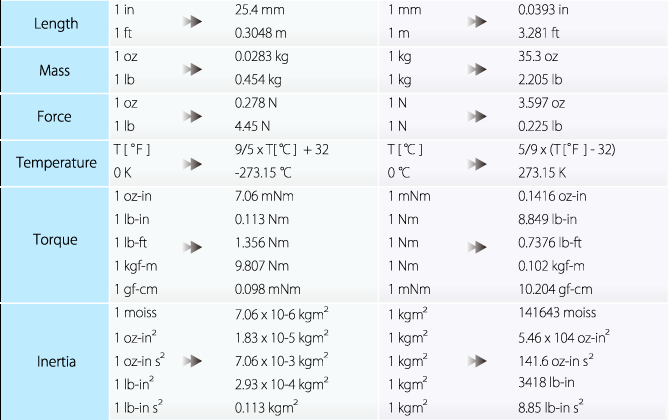 Length 1 in 25.4 mm 1 mm 0.0393 in
1 ft 0.3048 m 1 m 3.281 ft
Mass 1 oz 0.0283 kg 1 kg 35.3 oz
1 lb 0.454 kg 1 kg 2.205 lb
Force 1 oz 0.278 N 1 N 3.597 oz
1 lb 4.45 N 1 N 0.225 lb
Temperature T [ °F ] 9/5 x T[ ℃ ] + 32 T [ ℃ ] 5/9 x (T[ °F ] - 32)
0 K -273.15 ℃ 0 ℃ 273.15 K
Torque 1 oz-in 7.06 mNm 1 mNm 0.1416 oz-in
1 lb-in 0.113 Nm 1 Nm 8.849 lb-in
1 lb-ft 1.356 Nm 1 Nm 0.7376 lb-ft
1 kgf-m 9.807 Nm 1 Nm 0.102 kgf-m
1 gf-cm 0.098 mNm 1 mNm 10.204 gf-cm
Inertia 1 moiss 7.06 x 10-6 kgm² 1 kgm² 141643 moiss
1 oz-in² 1.83 x 10-5 kgm² 1 kgm² 5.46 x 104 oz-in²
1 oz-in s² 7.06 x 10-3 kgm² 1 kgm² 141.6 oz-in s²
1 lb-in² 2.93 x 10-4 kgm² 1 kgm² 3418 lb-in
1 lb-in s² 0.113 kgm² 1 kgm² 8.85 lb-in s²